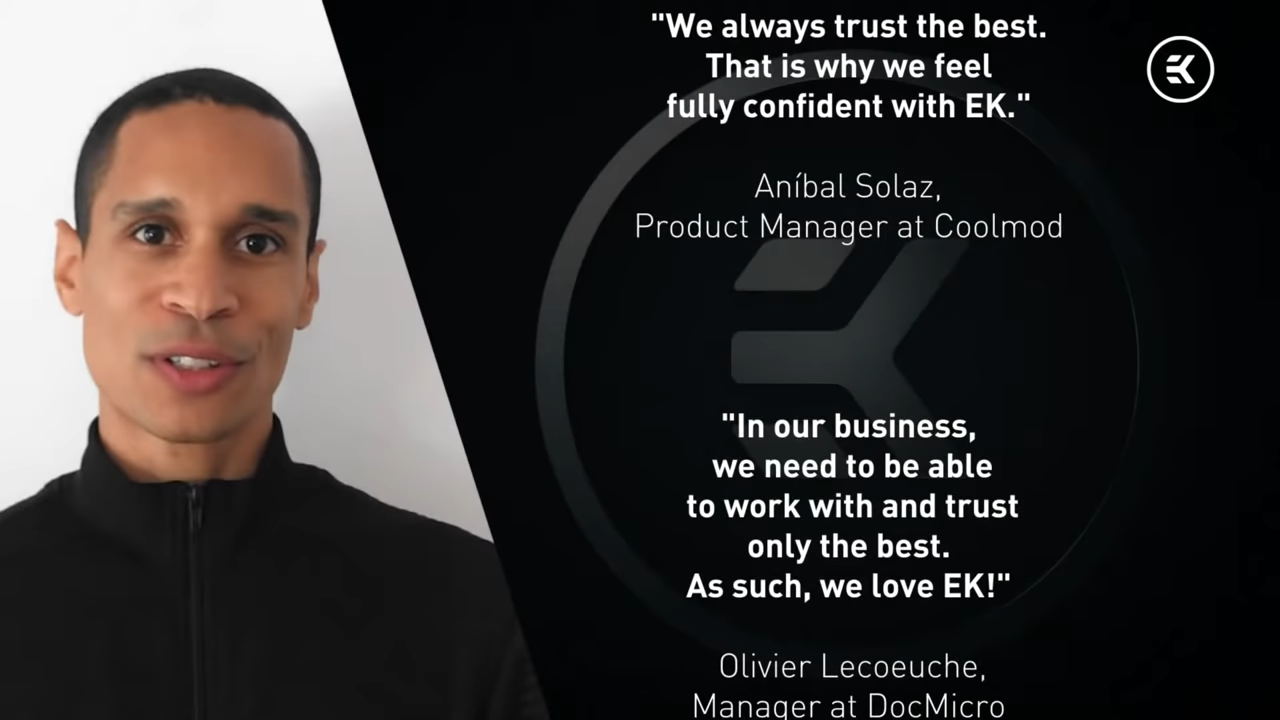 "We always trust the best.
That is why we feel
fully confident with EK."
Aníbal Solaz,
Product Manager at Coolmod
"In our business,
we need to be able
to work with and trust
only the best.
As such, we love EK!"
Olivier Lecoeuche,
Manager at DocMicro